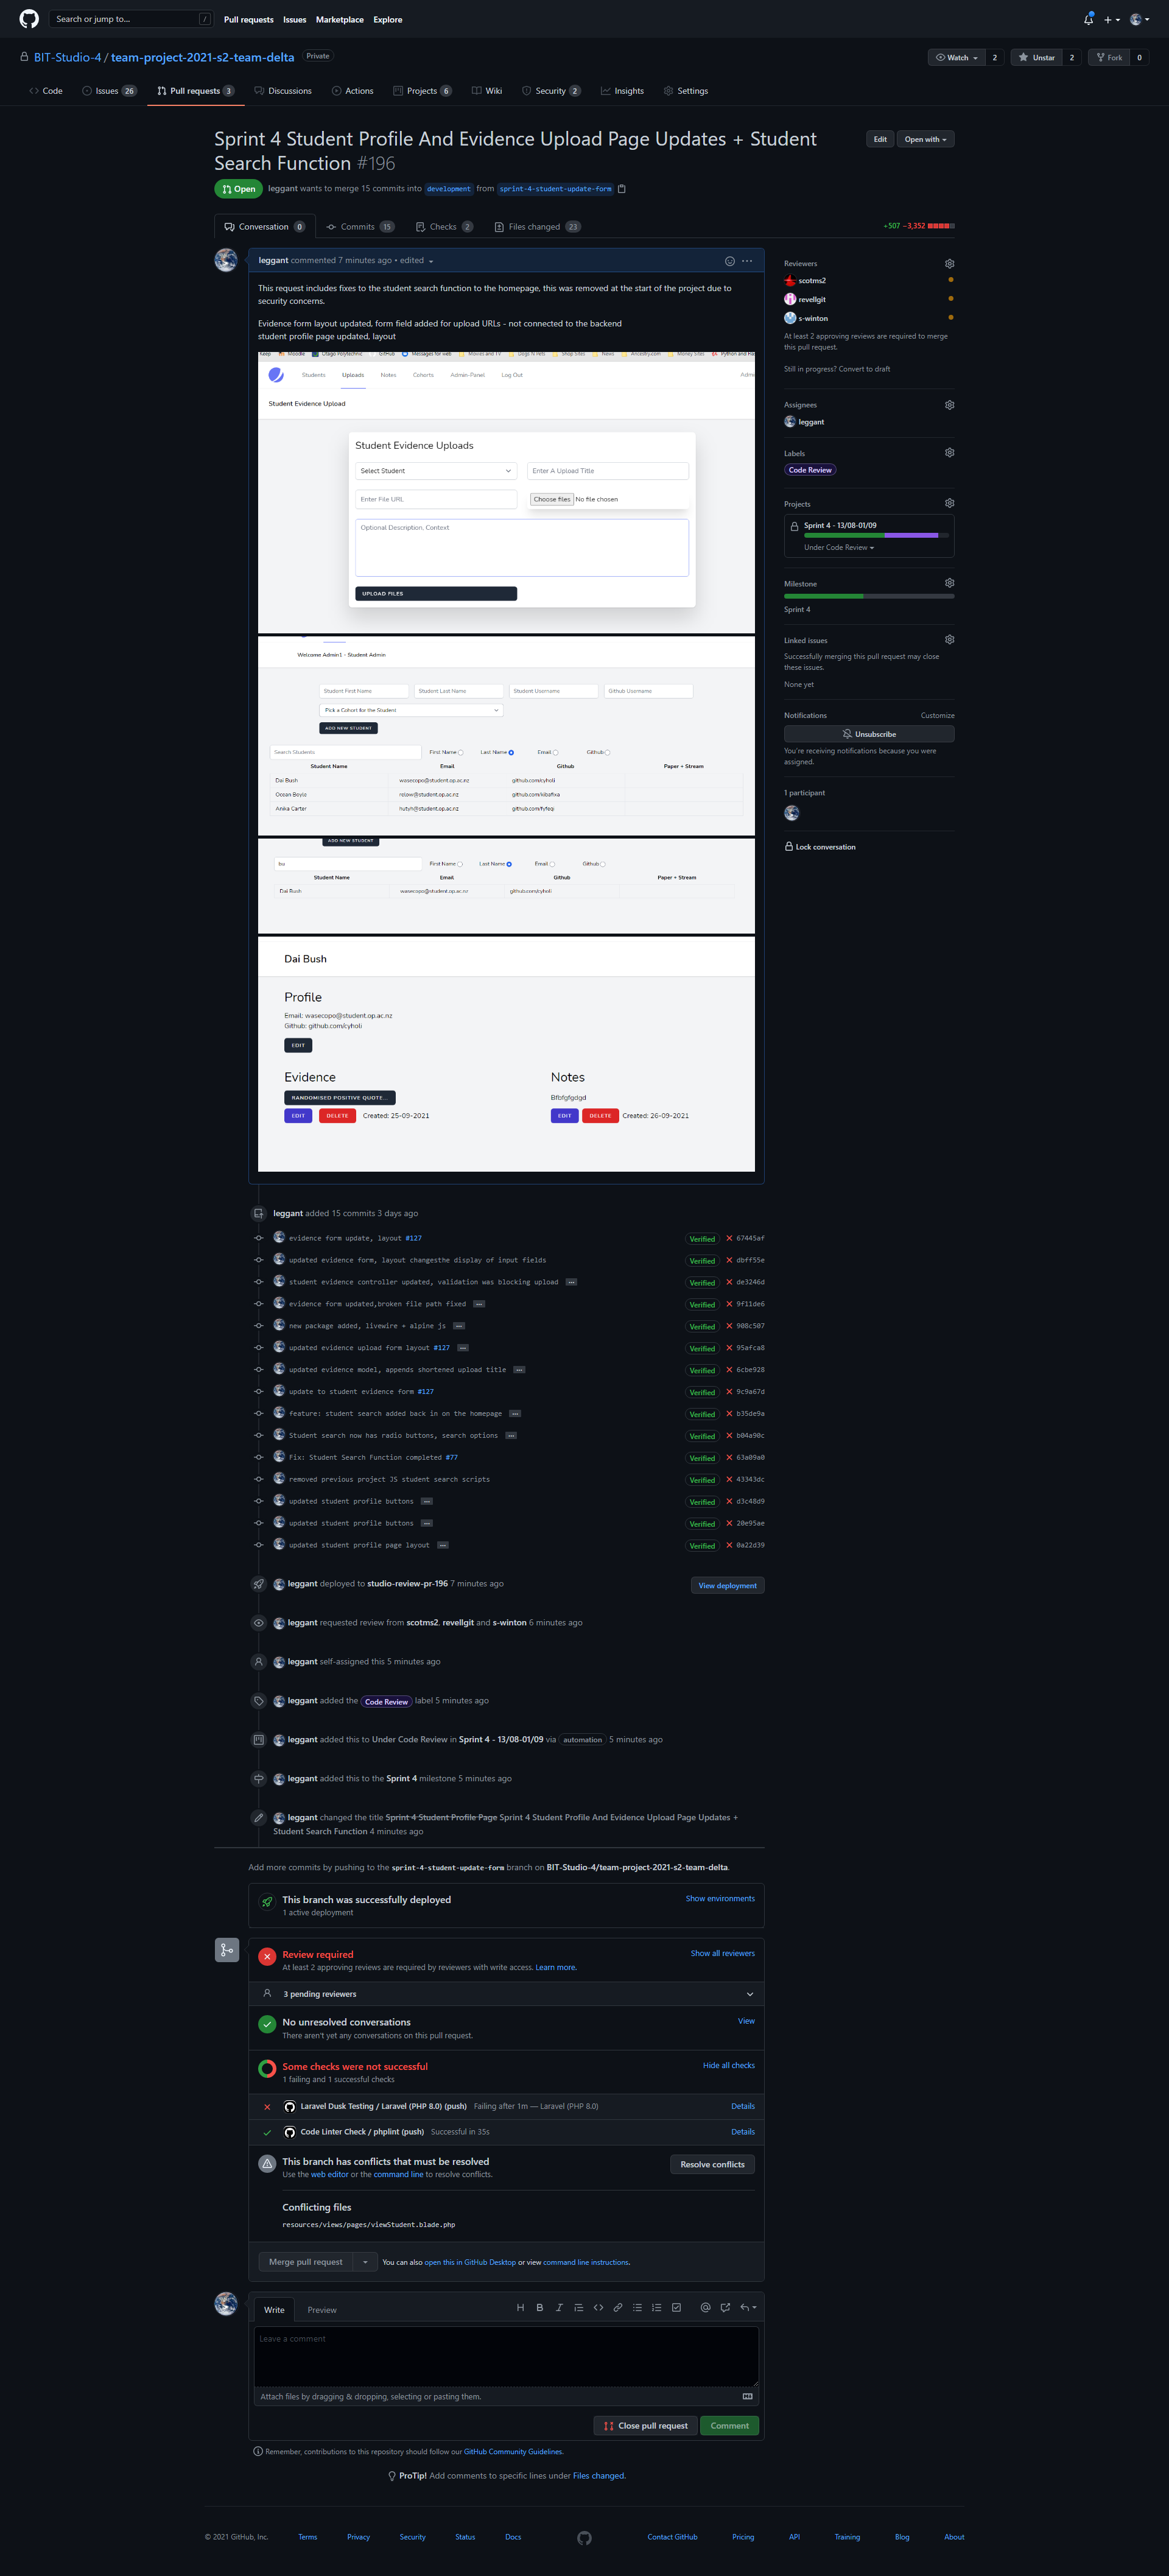 Search or jump to...
/
Pull requests
Issues
Marketplace
Explore
BIT-Studio-4 / team-project-2021-s2-team-delta
Private
Watch
2
Unstar
2
Fork
0
Code
Issues 26
Pull requests 3
Discussions
Actions
Projects 6
Wiki
Security 2
Insights
Settings
Sprint 4 Student Profile And Evidence Upload Page Updates + Student
Search Function #196
Edit
Open with
Open
leggant wants to merge 15 commits into development from sprint-4-student-update-form
Conversation 0
Commits 15
Checks 2
Files changed 23
+507 −3,352
leggant commented 7 minutes ago • edited
This request includes fixes to the student search function to the homepage, this was removed at the start of the project due to
security concerns.
Evidence form layout updated, form field added for upload URLs - not connected to the backend
student profile page updated, layout
Keep
Moodle
Otago Polytechnic
GitHub
Messages for web
Movies and TV
Dogs N Pets
Shop Sites
News
Ancestry.com
Money Sites
Students
Uploads
Notes
Cohorts
Admin-Panel
Log Out
Student Evidence Upload
Student Evidence Uploads
Select Student
Enter A Upload Title
Enter File URL
Choose files No file chosen
Optional Description, Context
UPLOAD FILES
Welcome Admin1 - Student Admin
Student First Name
Student Last Name
Student Username
Github Username
Pick a Cohort for the Student
ADD NEW STUDENT
Search Students
First Name
Last Name
Email
Github
Student Name
Email
Github
Paper + Stream
Dai Bush
wasecopo@student.op.ac.nz
github.com/cyholi
Ocean Boyle
relaw@student.op.ac.nz
github.com/kibafixa
Anika Carter
hutyh@student.op.ac.nz
github.com/fyfeqi
ADD NEW STUDENT
bu
First Name
Last Name
Email
Github
Student Name
Email
Github
Paper + Stream
Dai Bush
wasecopo@student.op.ac.nz
github.com/cyholi
Dai Bush
Profile
Email: wasecopo@student.op.ac.nz
Github: github.com/cyholi
EDIT
Evidence
RANDOMISED POSITIVE QUOTE...
EDIT
DELETE
Created: 25-09-2021
Notes
Bfbfgfgdgd
EDIT
DELETE
Created: 26-09-2021
Reviewers
scotms2
revellgit
s-winton
At least 2 approving reviews are required to merge
this pull request.
Still in progress? Convert to draft
Assignees
leggant
Labels
Code Review
Projects
Sprint 4 - 13/08-01/09
Under Code Review
Milestone
Sprint 4
Linked issues
Successfully merging this pull request may close
these issues.
None yet
Notifications
Customize
Unsubscribe
You're receiving notifications because you were
assigned.
1 participant
Lock conversation
leggant added 15 commits 3 days ago
evidence form update, layout #127
Verified 67445af
updated evidence form, layout changesthe display of input fields
Verified dbff55e
student evidence controller updated, validation was blocking upload ...
Verified de3246d
evidence form updated,broken file path fixed ...
Verified 9f11de6
new package added, livewire + alpine js ...
Verified 908c507
updated evidence upload form layout #127 ...
Verified 95afca8
updated evidence model, appends shortened upload title ...
Verified 6cbe928
update to student evidence form #127
Verified 9c9a67d
feature: student search added back in on the homepage ...
Verified b35de9a
Student search now has radio buttons, search options ...
Verified b04a90c
Fix: Student Search Function completed #77
Verified 63a09a0
removed previous project JS student search scripts
Verified 43343dc
updated student profile buttons ...
Verified d3c48d9
updated student profile buttons ...
Verified 20e95ae
updated student profile page layout ...
Verified 0a22d39
leggant deployed to studio-review-pr-196 7 minutes ago
View deployment
leggant requested review from scotms2, revellgit and s-winton 6 minutes ago
leggant self-assigned this 5 minutes ago
leggant added the Code Review label 5 minutes ago
leggant added this to Under Code Review in Sprint 4 - 13/08-01/09 via automation 5 minutes ago
leggant added this to the Sprint 4 milestone 5 minutes ago
leggant changed the title Sprint 4 Student Profile Page Sprint 4 Student Profile And Evidence Upload Page Updates +
Student Search Function 4 minutes ago
Add more commits by pushing to the sprint-4-student-update-form branch on BIT-Studio-4/team-project-2021-s2-team-delta.
This branch was successfully deployed
1 active deployment
Show environments
Review required
At least 2 approving reviews are required by reviewers with write access. Learn more.
Show all reviewers
3 pending reviewers
No unresolved conversations
There aren't yet any conversations on this pull request.
View
Some checks were not successful
1 failing and 1 successful checks
Hide all checks
Laravel Dusk Testing / Laravel (PHP 8.0) (push) Failing after 1m — Laravel (PHP 8.0)
Details
Code Linter Check / phplint (push) Successful in 35s
Details
This branch has conflicts that must be resolved
Use the web editor or the command line to resolve conflicts.
Resolve conflicts
Conflicting files
resources/views/pages/viewStudent.blade.php
Merge pull request
You can also open this in GitHub Desktop or view command line instructions.
Write
Preview
Leave a comment
Attach files by dragging & dropping, selecting or pasting them.
Close pull request
Comment
Remember, contributions to this repository should follow our GitHub Community Guidelines.
ProTip! Add comments to specific lines under Files changed.
© 2021 GitHub, Inc.
Terms
Privacy
Security
Status
Docs
Contact GitHub
Pricing
API
Training
Blog
About